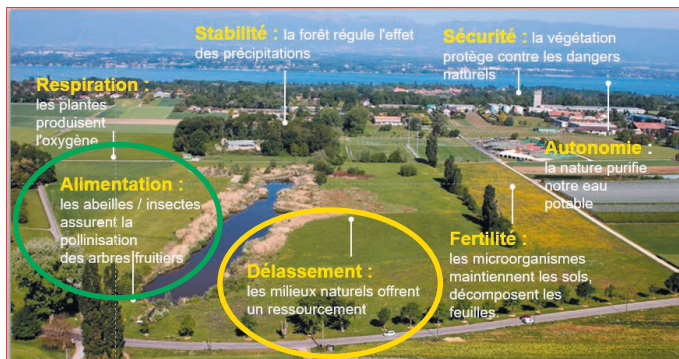 Stabilité : la forêt régule l'effet
des précipitations
Sécurité : la végétation
protège contre les dangers
naturels
Respiration :
les plantes
produisent
l'oxygène
Autonomie :
la nature purifie
notre eau
potable
Alimentation :
les abeilles / insectes
assurent la
pollinisation
des arbres fruitiers
Délassement :
les milieux naturels offrent
un ressourcement
Fertilité :
les microorganismes
maintiennent les sols,
décomposent les
feuilles.